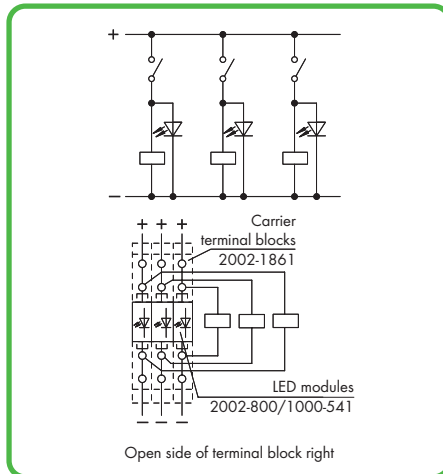 +
−
+ + +
Carrier
terminal blocks
2002-1861
LED modules
2002-800/1000-541
− − −
Open side of terminal block right